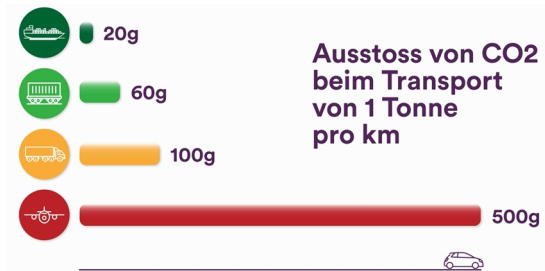 20g
60g
100g
500g
Ausstoss von CO2
beim Transport
von 1 Tonne
pro km